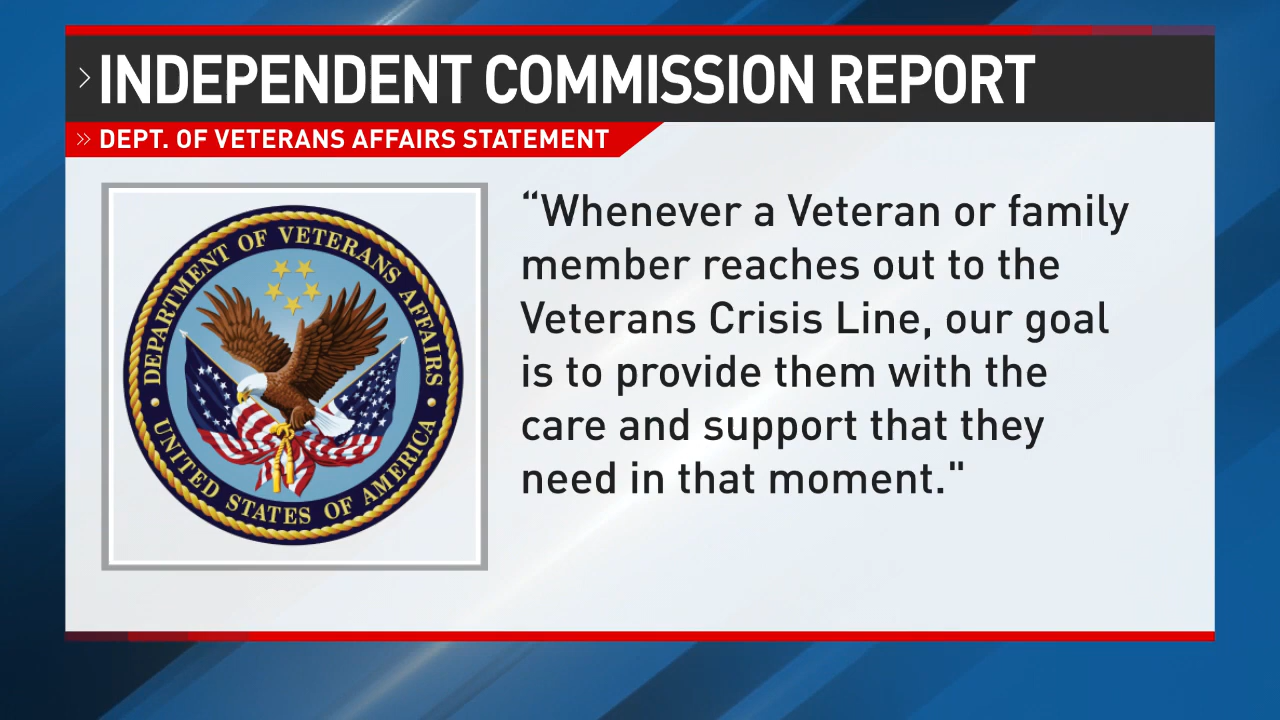 INDEPENDENT COMMISSION REPORT
DEPT. OF VETERANS AFFAIRS STATEMENT
DEPARTMENT OF VETERANS AFFAIRS
UNITED STATES OF AMERICA
“Whenever a Veteran or family
member reaches out to the
Veterans Crisis Line, our goal
is to provide them with the
care and support that they
need in that moment."